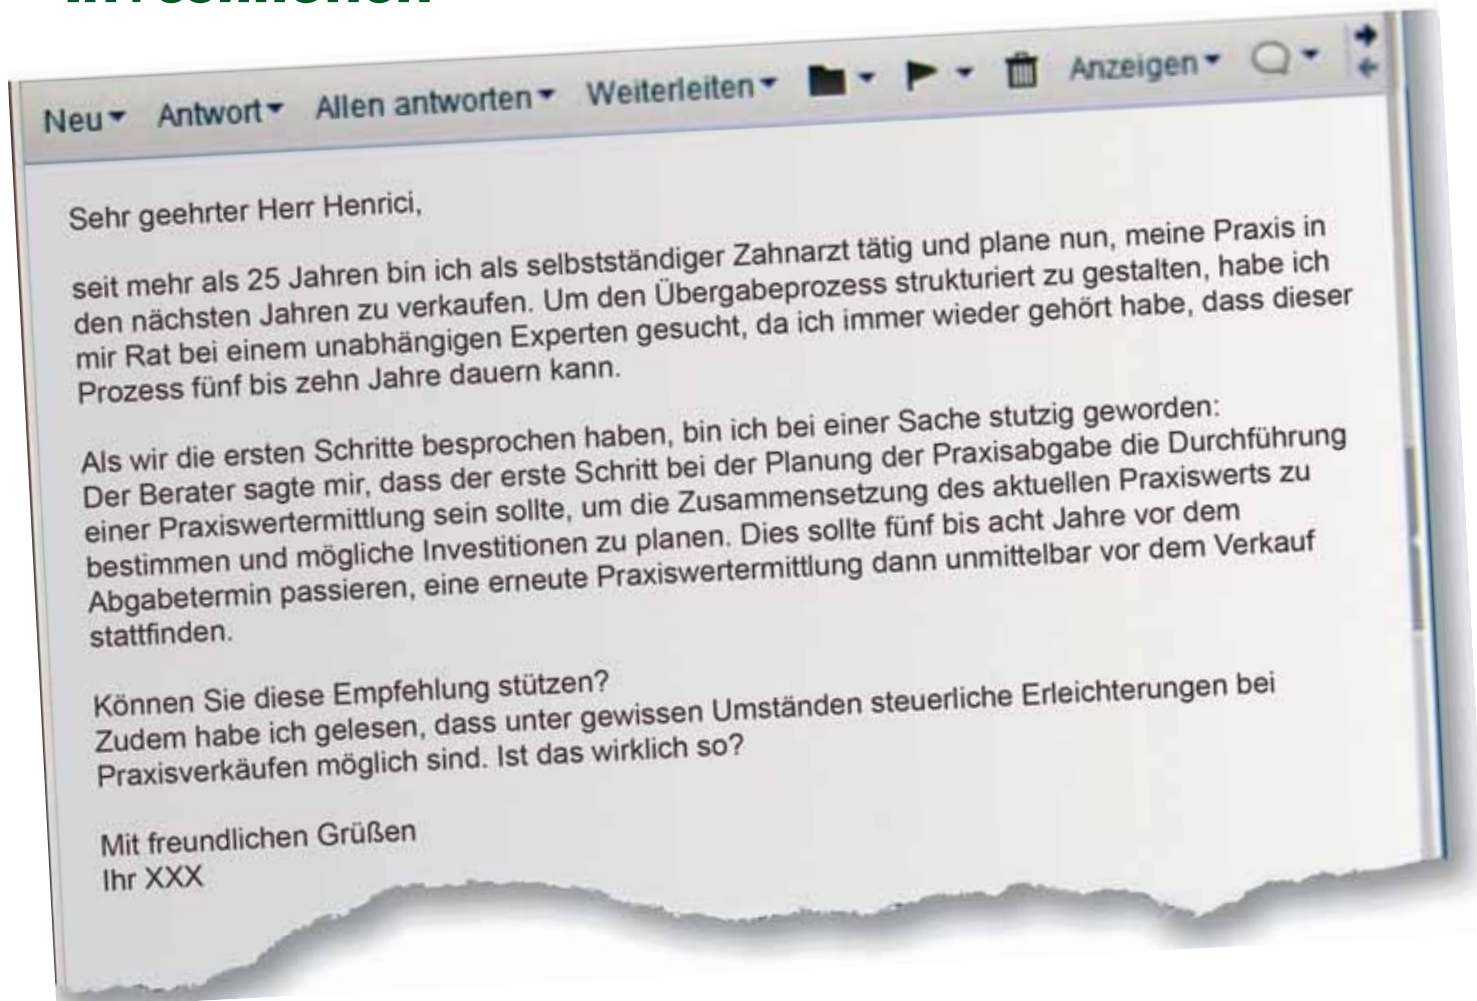 Neu Antwort Allen antworten Weiterleiten Anzeigen
Sehr geehrter Herr Henrici,
seit mehr als 25 Jahren bin ich als selbstständiger Zahnarzt tätig und plane nun, meine Praxis in
den nächsten Jahren zu verkaufen. Um den Übergabeprozess strukturiert zu gestalten, habe ich
mir Rat bei einem unabhängigen Experten gesucht, da ich immer wieder gehört habe, dass dieser
Prozess fünf bis zehn Jahre dauern kann.
Als wir die ersten Schritte besprochen haben, bin ich bei einer Sache stutzig geworden:
Der Berater sagte mir, dass der erste Schritt bei der Planung der Praxisabgabe die Durchführung
einer Praxiswertermittlung sein sollte, um die Zusammensetzung des aktuellen Praxiswerts zu
bestimmen und mögliche Investitionen zu planen. Dies sollte fünf bis acht Jahre vor dem
Abgabetermin passieren, eine erneute Praxiswertermittlung dann unmittelbar vor dem Verkauf
stattfinden.
Können Sie diese Empfehlung stützen?
Zudem habe ich gelesen, dass unter gewissen Umständen steuerliche Erleichterungen bei
Praxisverkäufen möglich sind. Ist das wirklich so?
Mit freundlichen Grüßen
Ihr XXX